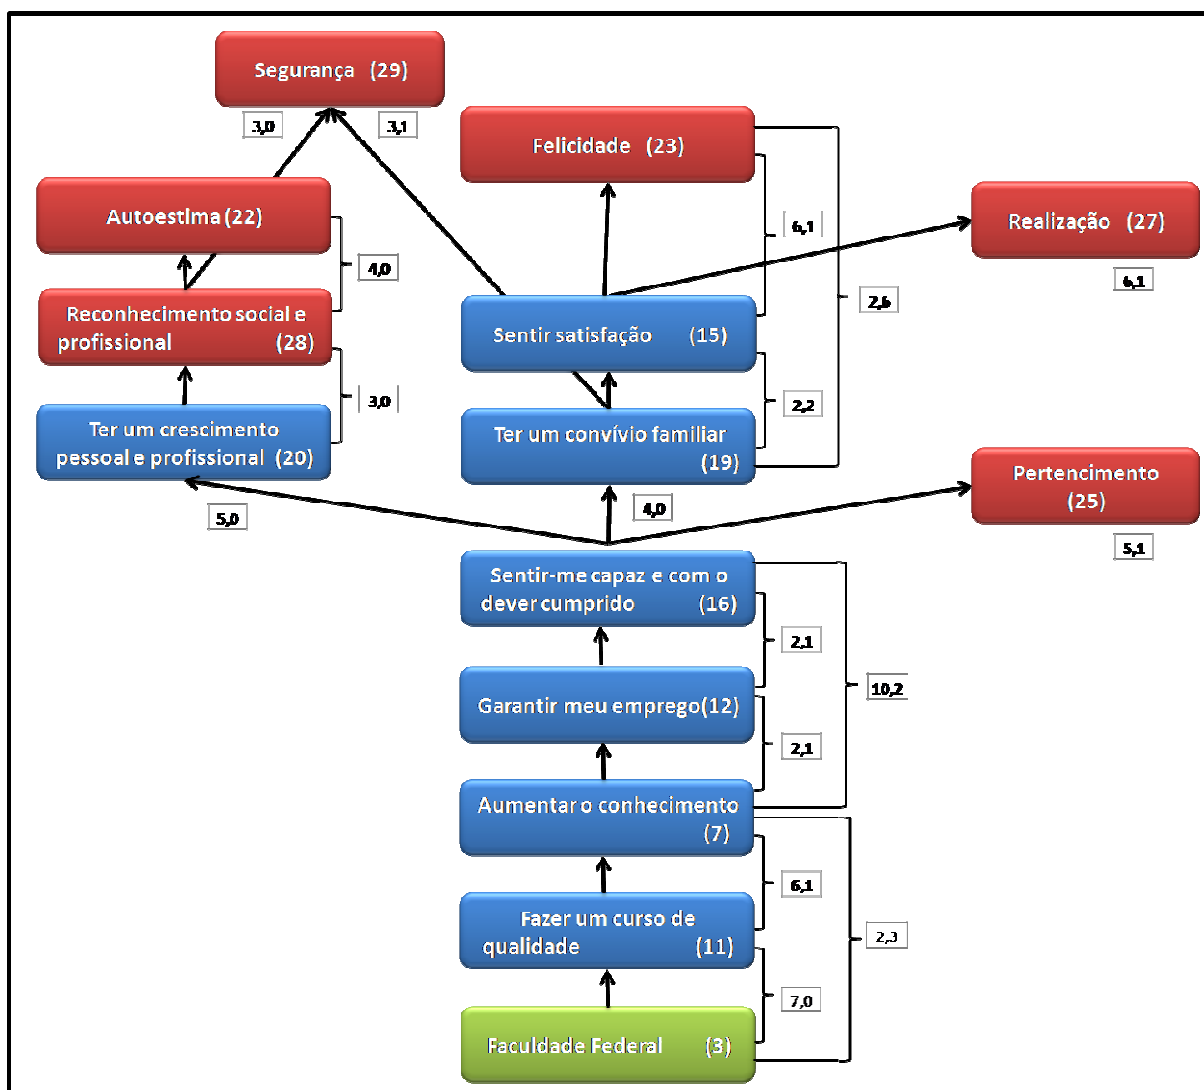 Segurança (29)
3,0
3,1
Felicidade (23)
Autoestima (22)
Realização (27)
6,1
4,0
6,1
2,6
Reconhecimento social e
profissional (28)
Sentir satisfação (15)
3,0
2,2
Ter um crescimento
pessoal e profissional (20)
Ter um convívio familiar
(19)
Pertencimento
(25)
5,0
4,0
5,1
Sentir-me capaz e com o
dever cumprido (16)
2,1
10,2
Garantir meu emprego(12)
2,1
Aumentar o conhecimento
(7)
6,1
Fazer um curso de
qualidade (11)
2,3
7,0
Faculdade Federal (3)